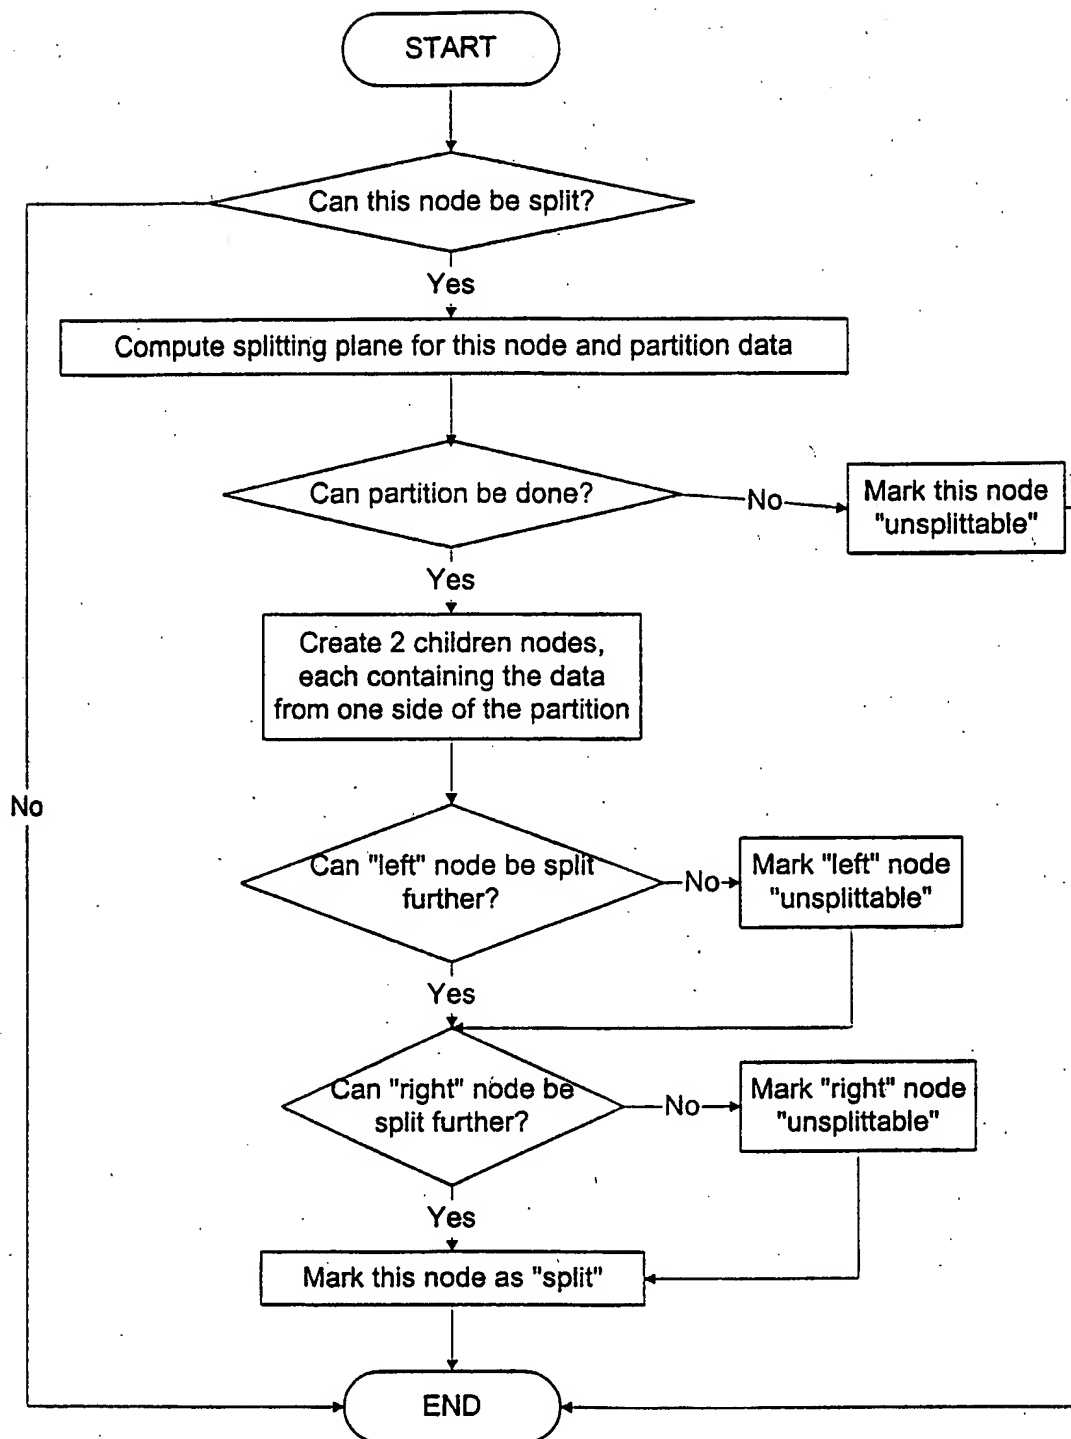 START
Can this node be split?
Yes
Compute splitting plane for this node and partition data
Can partition be done?
No
Mark this node
"unsplittable"
Yes
Create 2 children nodes,
each containing the data
from one side of the partition
No
Can "left" node be split
further?
No
Mark "left" node
"unsplittable"
Yes
Can "right" node be
split further?
No
Mark "right" node
"unsplittable"
Yes
Mark this node as "split"
END